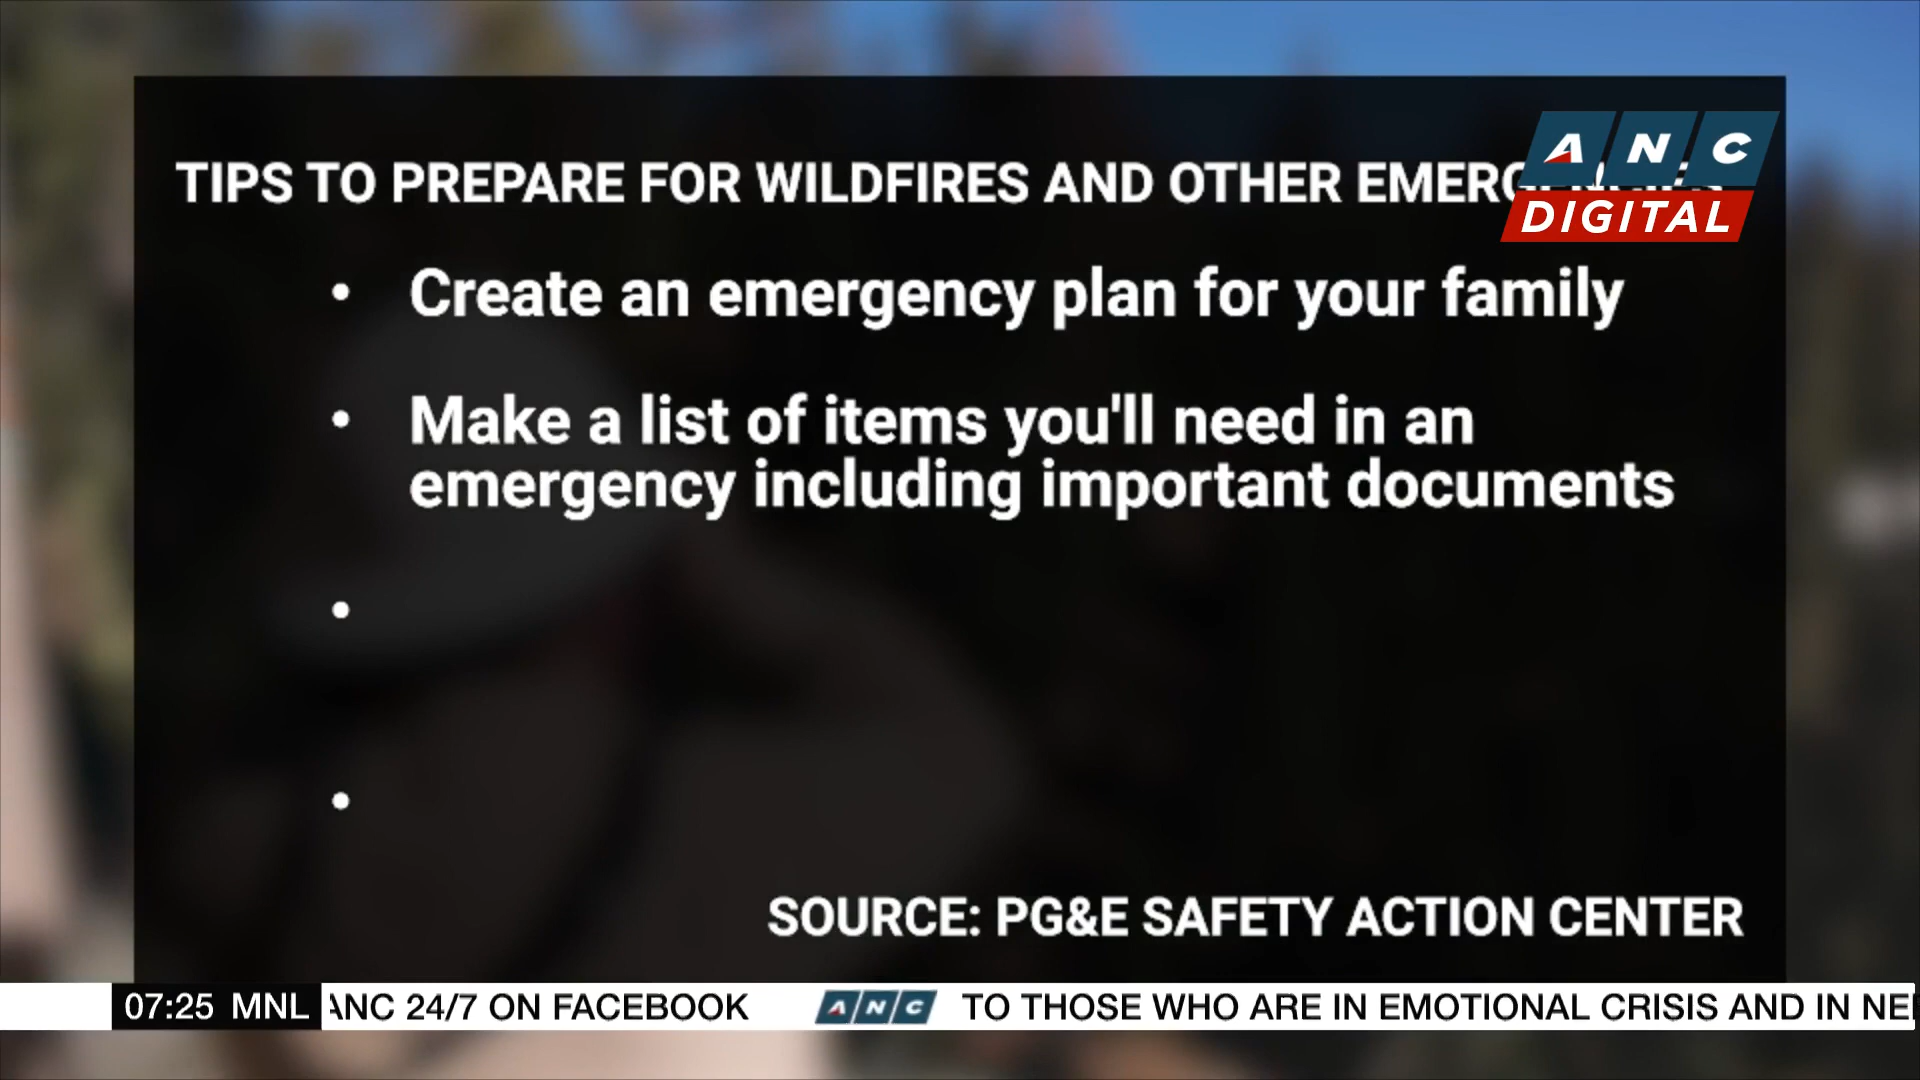 ANC
DIGITAL
TIPS TO PREPARE FOR WILDFIRES AND OTHER
• Create an emergency plan for your family
• Make a list of items you'll need in an
emergency including important documents
•
•
SOURCE: PG&E SAFETY ACTION CENTER
07:25 MNL ANC 24/7 ON FACEBOOK ANC TO THOSE WHO ARE IN EMOTIONAL CRISIS AND IN